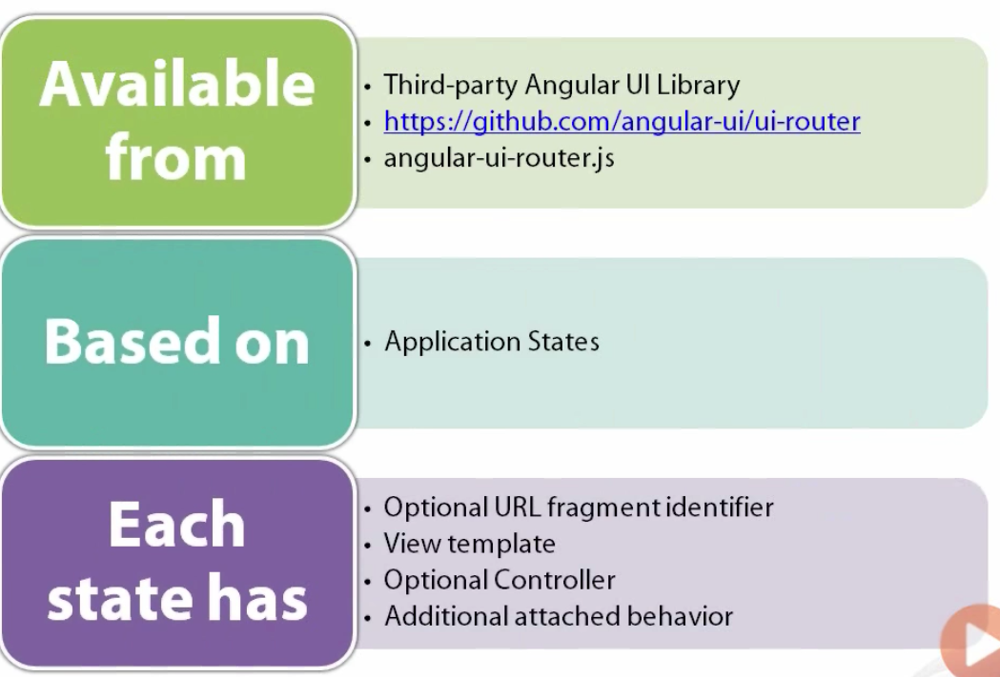 Available
from
• Third-party Angular UI Library
• https://github.com/angular-ui/ui-router
• angular-ui-router.js
Based on
• Application States
Each
state has
• Optional URL fragment identifier
• View template
• Optional Controller
• Additional attached behavior